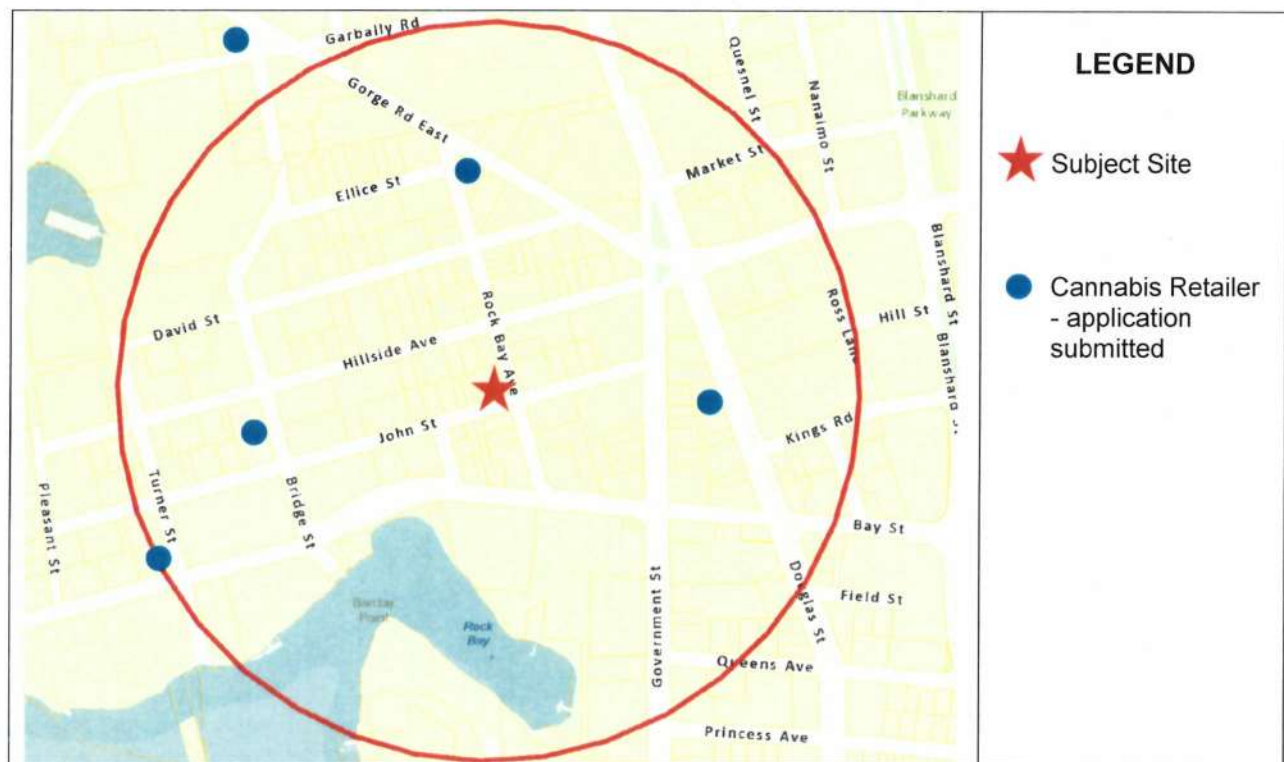 Garbally Rd
Gorge Rd East
Quesnel St
Nanaimo St
Blanshard
Parkway
Market St
Ellice St
David St
Hillside Ave
Rock Bay Ave
Ross Lane
Hill St
Blanshard St
Blanshard St
John St
Kings Rd
Pleasant St
Turner St
Bridge St
Bay St
Government St
Douglas St
Field St
Barclay
Point
Rock
Bay
Queens Ave
Princess Ave
LEGEND
Subject Site
Cannabis Retailer
- application
submitted